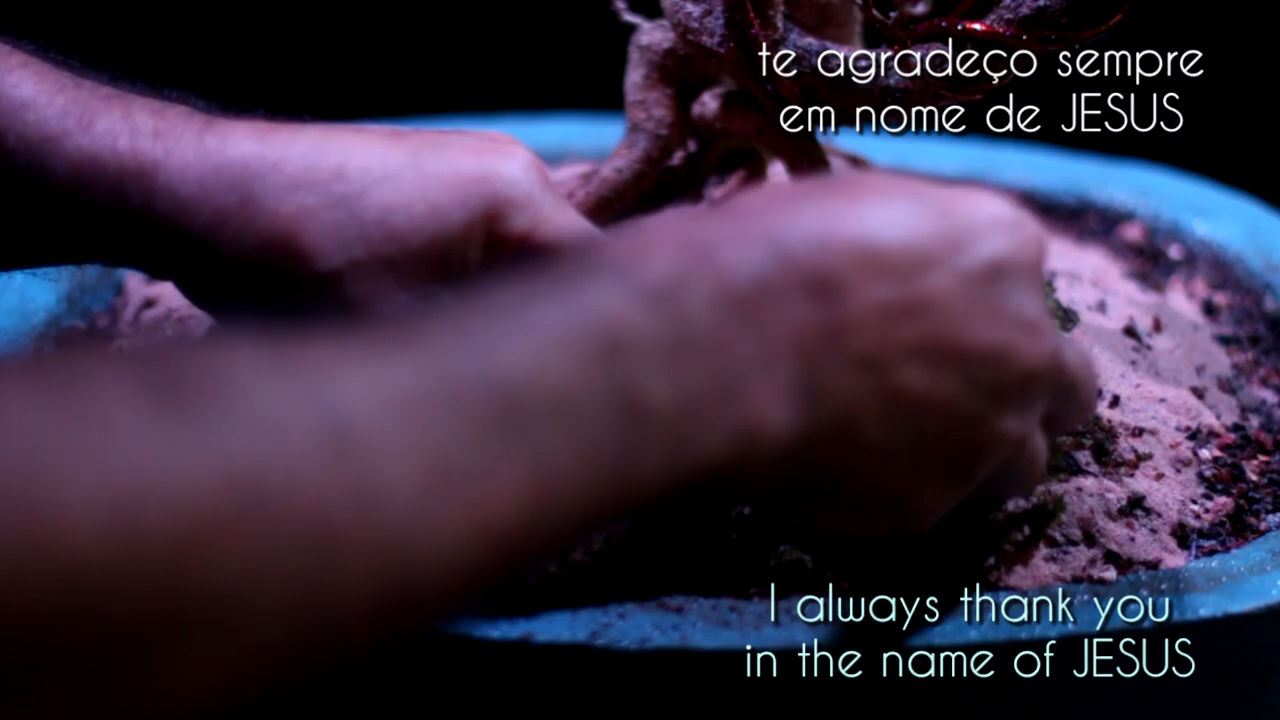 te agradeço sempre
em nome de JESUS
I always thank you
in the name of JESUS